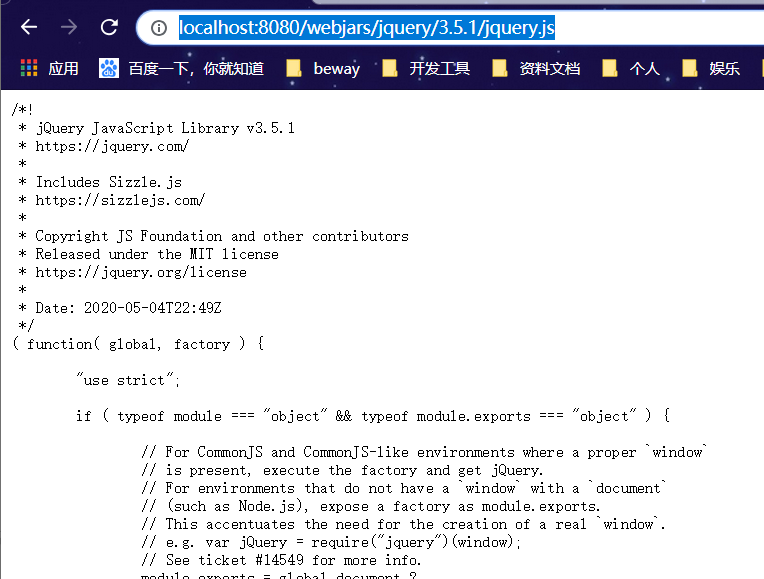 localhost:8080/webjars/jquery/3.5.1/jquery.js
应用 百度一下，你就知道 beway 开发工具 资料文档 个人 娱乐
/*!
 * jQuery JavaScript Library v3.5.1
 * https://jquery.com/
 *
 * Includes Sizzle.js
 * https://sizzlejs.com/
 *
 * Copyright JS Foundation and other contributors
 * Released under the MIT license
 * https://jquery.org/license
 *
 * Date: 2020-05-04T22:49Z
 */
( function( global, factory ) {
"use strict";
if ( typeof module === "object" && typeof module.exports === "object" ) {
// For CommonJS and CommonJS-like environments where a proper `window`
// is present, execute the factory and get jQuery.
// For environments that do not have a `window` with a `document`
// (such as Node.js), expose a factory as module.exports.
// This accentuates the need for the creation of a real `window`.
// e.g. var jQuery = require("jquery")(window);
// See ticket #14549 for more info.
module.exports = global.document ?